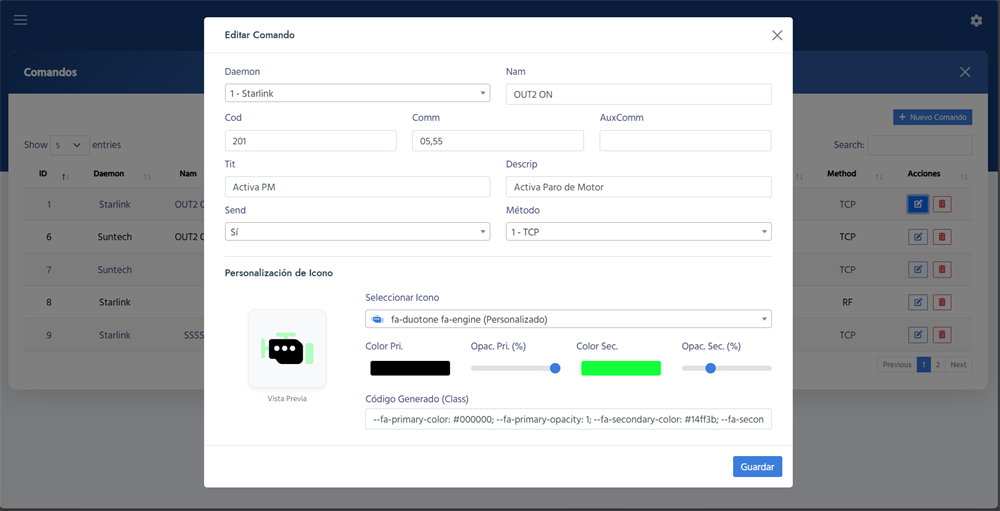 Editar Comando
Comandos
Daemon Nam
1 - Starlink OUT2 ON
Nuevo Comando
Cod Comm AuxComm
201 05,55
Show 5 entries Search:
Tit Descrip
ID Daemon Nam Method Acciones
Activa PM Activa Paro de Motor
1 Starlink OUT2 TCP
Send Método
Sí 1 - TCP
6 Suntech OUT2 TCP
7 Suntech TCP
Personalización de Icono
8 Starlink RF
Seleccionar Icono
fa-duotone fa-engine (Personalizado)
9 Starlink SSSS TCP
Color Pri. Opac. Pri. (%) Color Sec. Opac. Sec. (%)
Previous 1 2 Next
Vista Previa
Código Generado (Class)
--fa-primary-color: #000000; --fa-primary-opacity: 1; --fa-secondary-color: #14ff3b; --fa-secon
Guardar